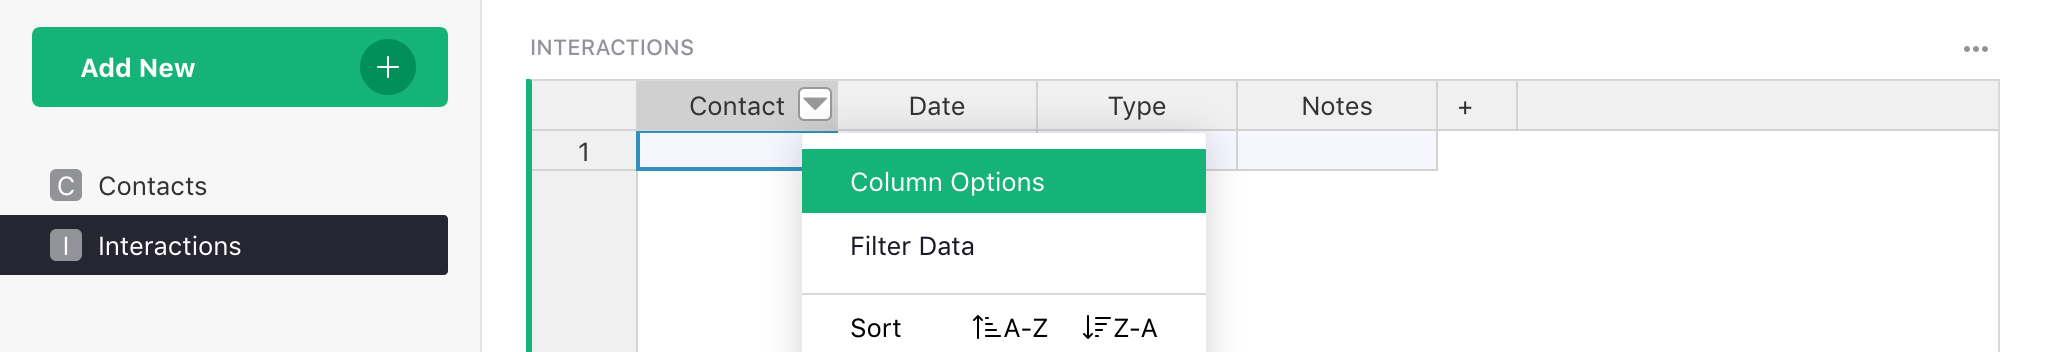 Add New
C Contacts
I Interactions
INTERACTIONS
Contact Date Type Notes +
1
Column Options
Filter Data
Sort A-Z Z-A